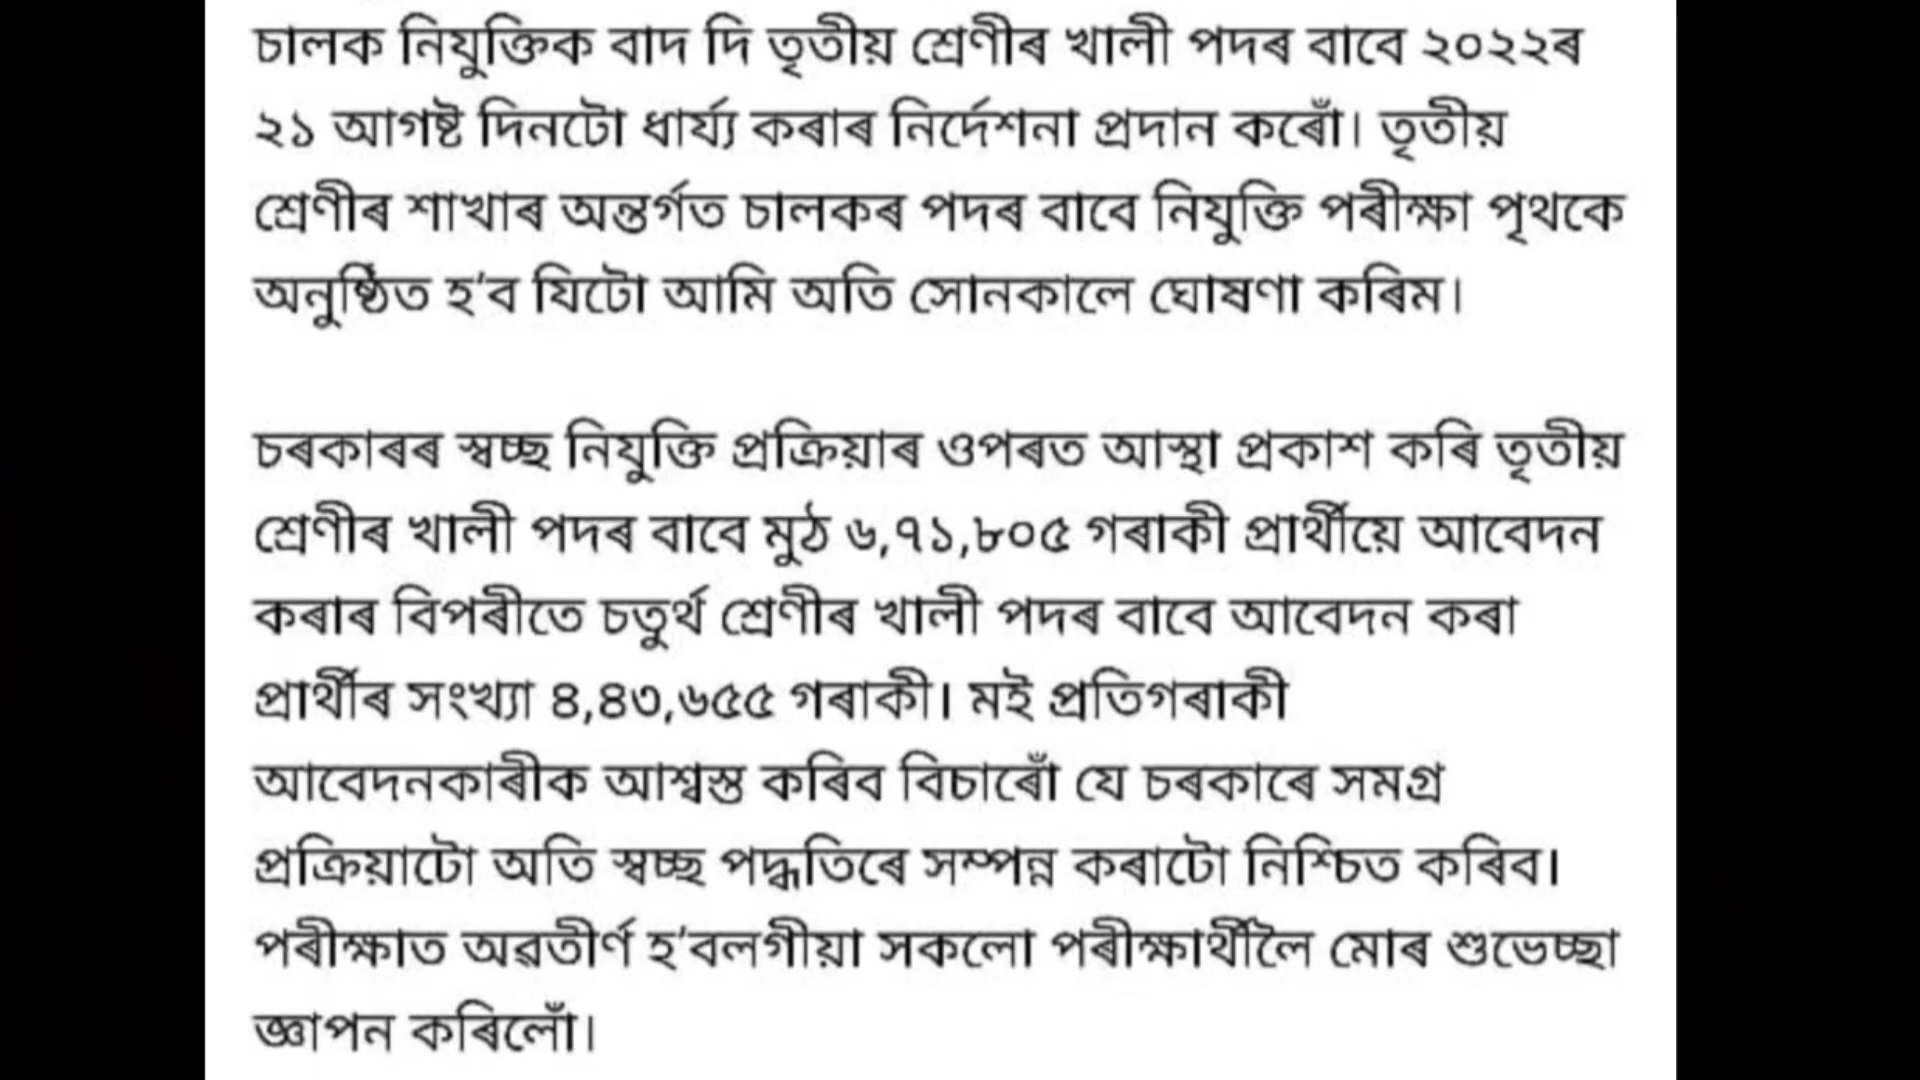 চালক নিযুক্তিক বাদ দি তৃতীয় শ্ৰেণীৰ খালী পদৰ বাবে ২০২২ৰ
২১ আগষ্ট দিনটো ধাৰ্য্য কৰাৰ নিৰ্দেশনা প্ৰদান কৰোঁ। তৃতীয়
শ্ৰেণীৰ শাখাৰ অন্তৰ্গত চালকৰ পদৰ বাবে নিযুক্তি পৰীক্ষা পৃথকে
অনুষ্ঠিত হ'ব যিটো আমি অতি সোনকালে ঘোষণা কৰিম।
চৰকাৰৰ স্বচ্ছ নিযুক্তি প্ৰক্ৰিয়াৰ ওপৰত আস্থা প্ৰকাশ কৰি তৃতীয়
শ্ৰেণীৰ খালী পদৰ বাবে মুঠ ৬,৭১,৮০৫ গৰাকী প্ৰাৰ্থীয়ে আবেদন
কৰাৰ বিপৰীতে চতুৰ্থ শ্ৰেণীৰ খালী পদৰ বাবে আবেদন কৰা
প্ৰাৰ্থীৰ সংখ্যা ৪,৪৩,৬৫৫ গৰাকী। মই প্ৰতিগৰাকী
আবেদনকাৰীক আশ্বস্ত কৰিব বিচাৰোঁ যে চৰকাৰে সমগ্ৰ
প্ৰক্ৰিয়াটো অতি স্বচ্ছ পদ্ধতিৰে সম্পন্ন কৰাটো নিশ্চিত কৰিব।
পৰীক্ষাত অৱতীৰ্ণ হ'বলগীয়া সকলো পৰীক্ষাৰ্থীলৈ মোৰ শুভেচ্ছা
জ্ঞাপন কৰিলোঁ।